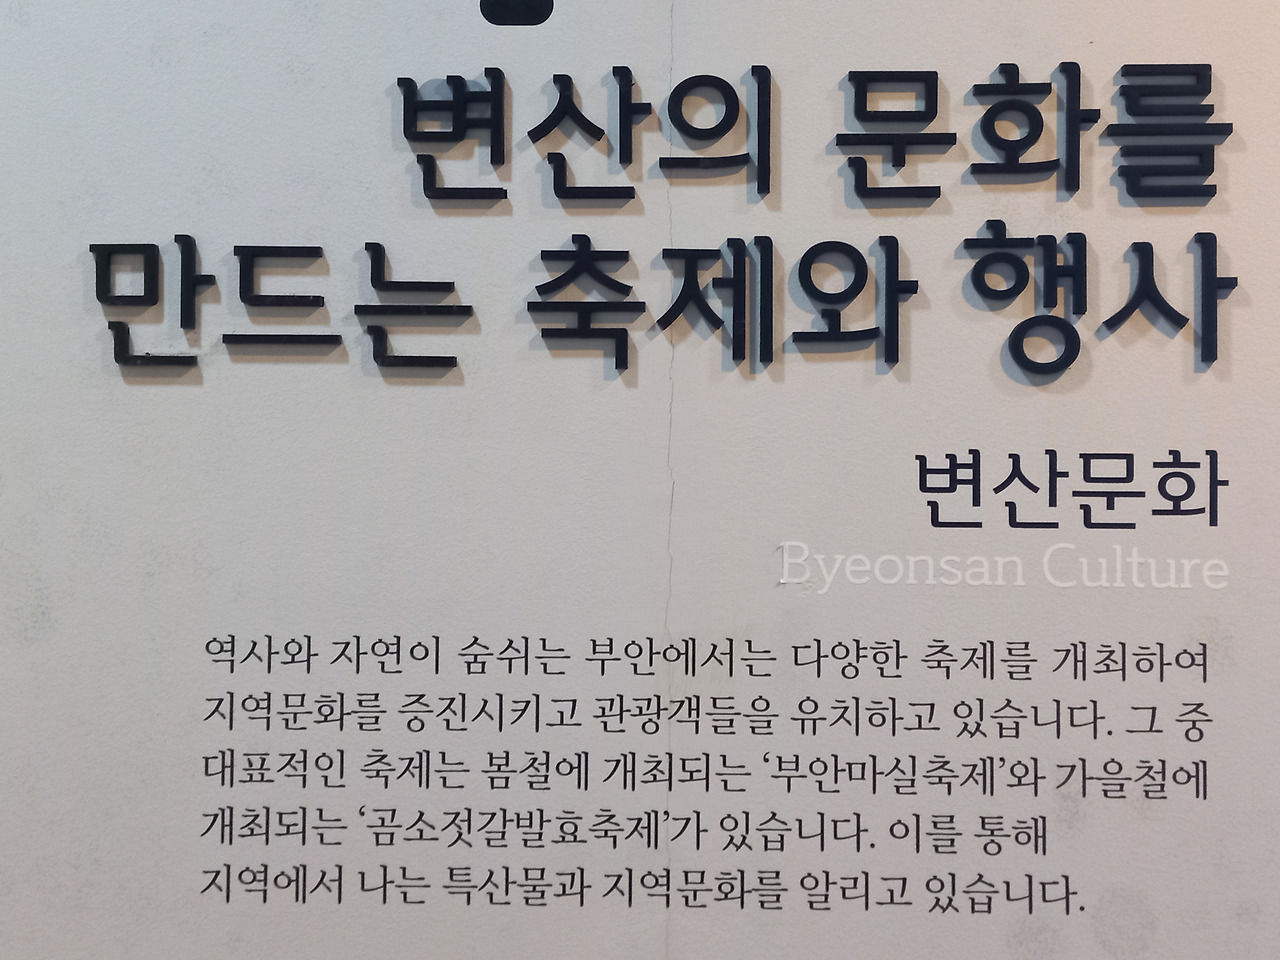 변산의 문화를
만드는 축제와 행사
변산문화
Byeonsan Culture
역사와 자연이 숨쉬는 부안에서는 다양한 축제를 개최하여
지역문화를 증진시키고 관광객들을 유치하고 있습니다. 그 중
대표적인 축제는 봄철에 개최되는 ‘부안마실축제’와 가을철에
개최되는 ‘곰소젓갈발효축제’가 있습니다. 이를 통해
지역에서 나는 특산물과 지역문화를 알리고 있습니다.